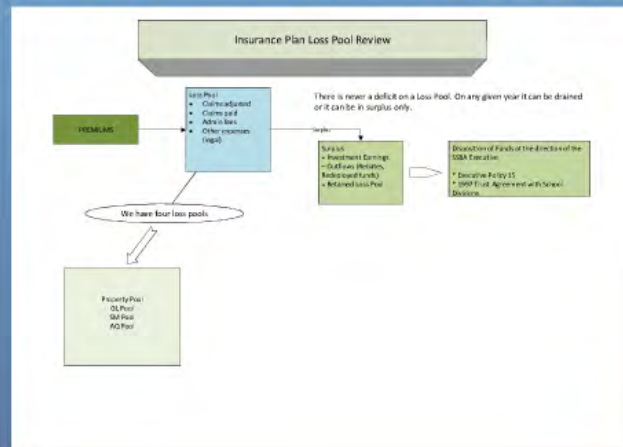 Insurance Plan Loss Pool Review
Loss Pool
• Claims adjusted
• Claims paid
• Admin fees
• Other expenses
(legal)
There is never a deficit on a Loss Pool. On any given year it can be drained
or it can be in surplus only.
PREMIUMS
Surplus
Surplus
+ Investment Earnings
– Outflows (Rebates,
Redeployed funds)
= Retained Loss Pool
Disposition of Funds at the direction of the
SSBA Executive
* Executive Policy 15
* 1997 Trust Agreement with School
Divisions
We have four loss pools
Property Pool
GL Pool
SM Pool
AQ Pool